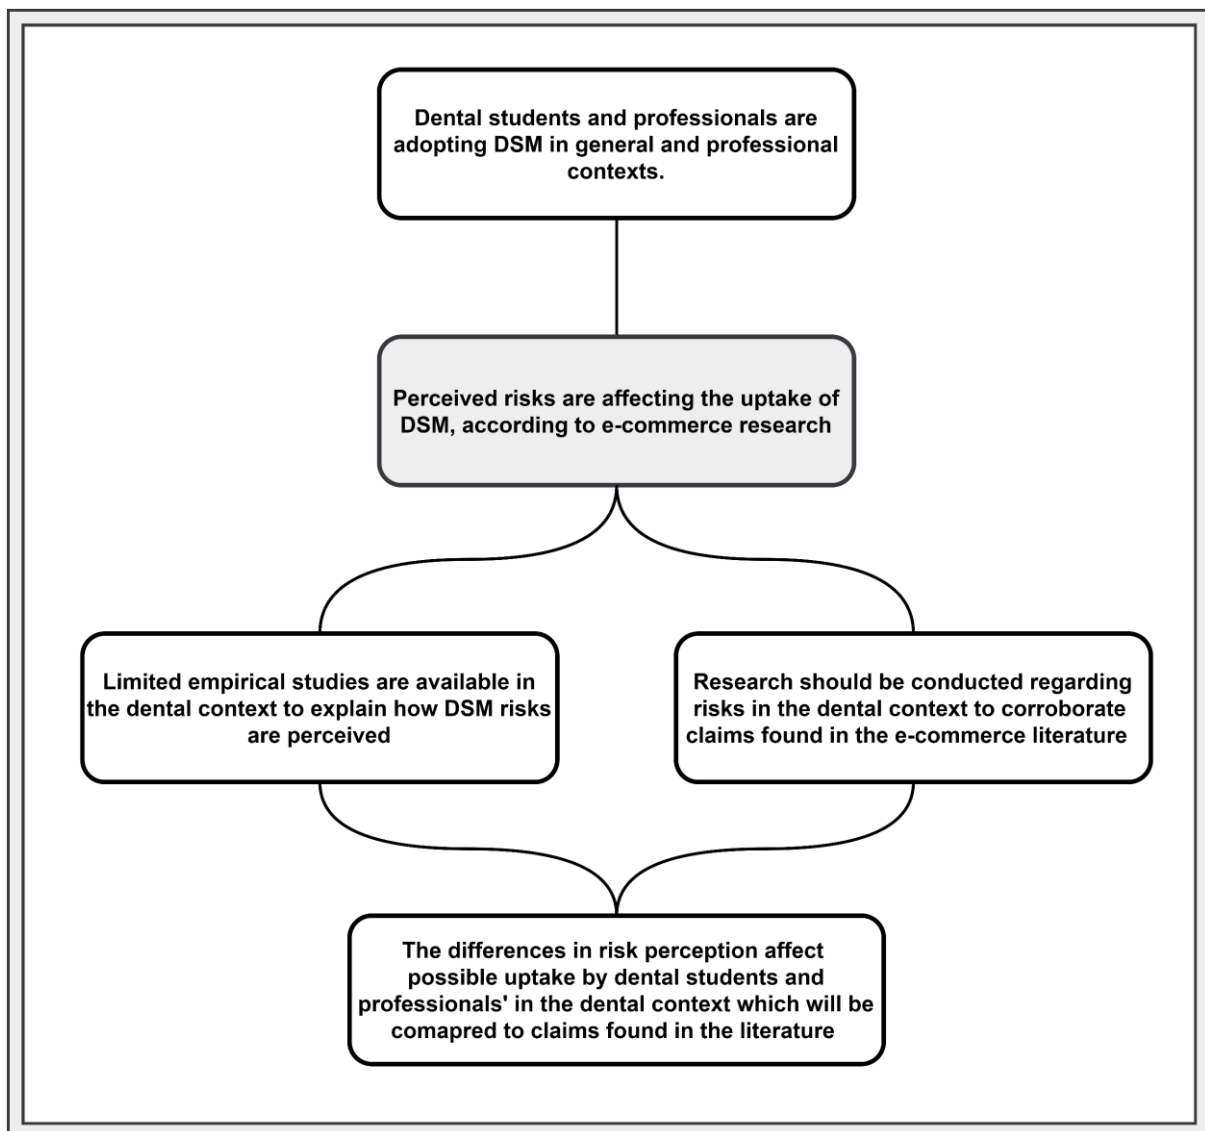 Dental students and professionals are
adopting DSM in general and professional
contexts.
Perceived risks are affecting the uptake of
DSM, according to e-commerce research
Limited empirical studies are available in
the dental context to explain how DSM risks
are perceived
Research should be conducted regarding
risks in the dental context to corroborate
claims found in the e-commerce literature
The differences in risk perception affect
possible uptake by dental students and
professionals' in the dental context which will be
comapred to claims found in the literature